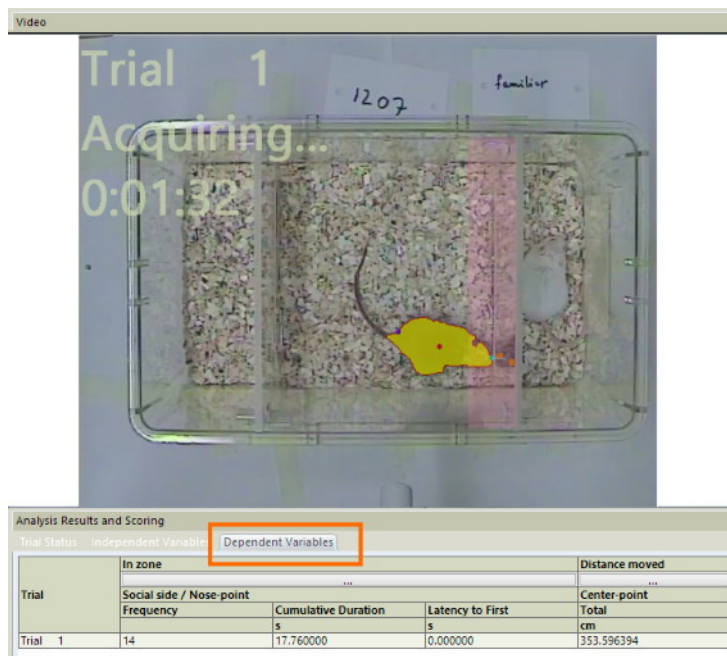 Video
Trial 1
familiar
1207
Acquiring...
0:01:32
Analysis Results and Scoring
Trial Status Independent Variables Dependent Variables
In zone Distance moved
... ...
Trial Social side / Nose-point Center-point
Frequency Cumulative Duration Latency to First Total
s s cm
Trial 1 14 17.760000 0.000000 353.596394